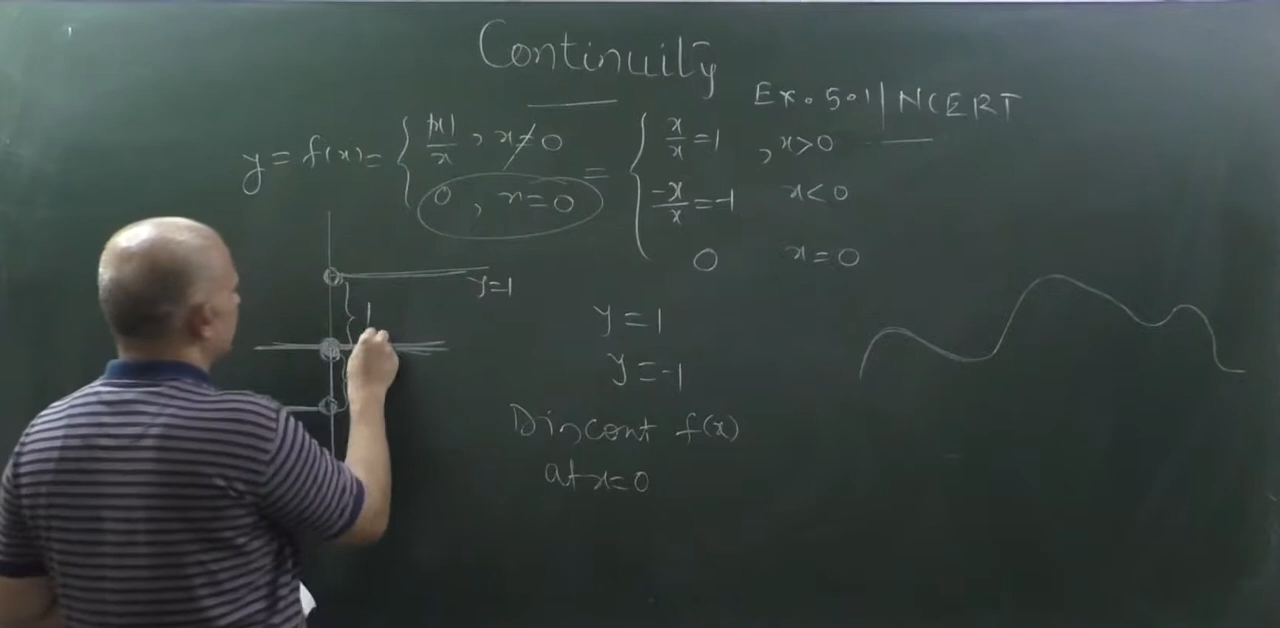 Continuity
Ex. 5.1 | NCERT
y = f(x) = { |x|/x , x ≠ 0 = { x/x = 1 , x > 0
0 , x = 0 -x/x = -1 x < 0
0 x = 0
y = 1
1
y = 1
y = -1
Discont f(x)
at x = 0